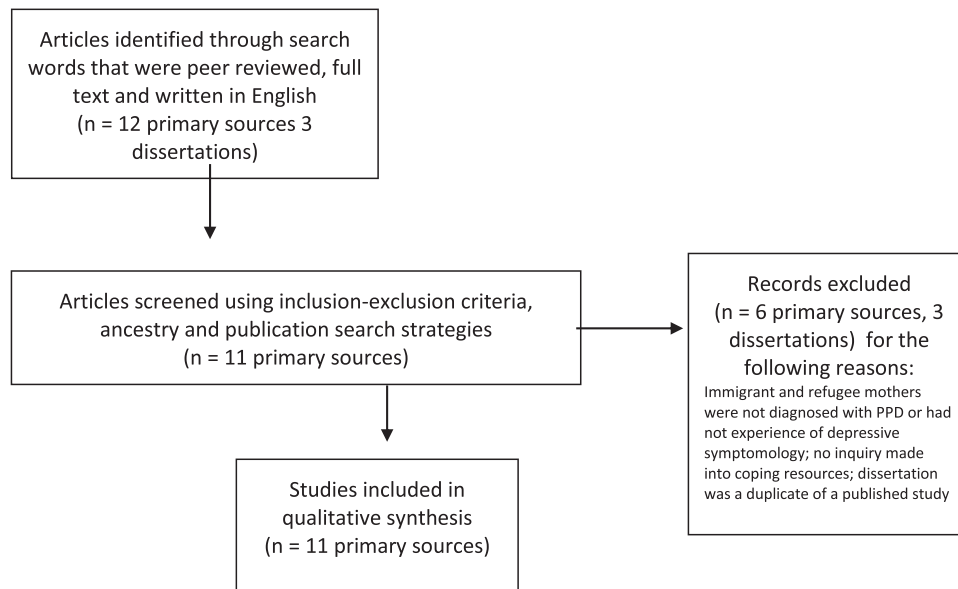 Articles identified through search
words that were peer reviewed, full
text and written in English
(n = 12 primary sources 3
dissertations)
Articles screened using inclusion-exclusion criteria,
ancestry and publication search strategies
(n = 11 primary sources)
Records excluded
(n = 6 primary sources, 3
dissertations) for the
following reasons:
Immigrant and refugee mothers
were not diagnosed with PPD or had
not experience of depressive
symptomology; no inquiry made
into coping resources; dissertation
was a duplicate of a published study
Studies included in
qualitative synthesis
(n = 11 primary sources)